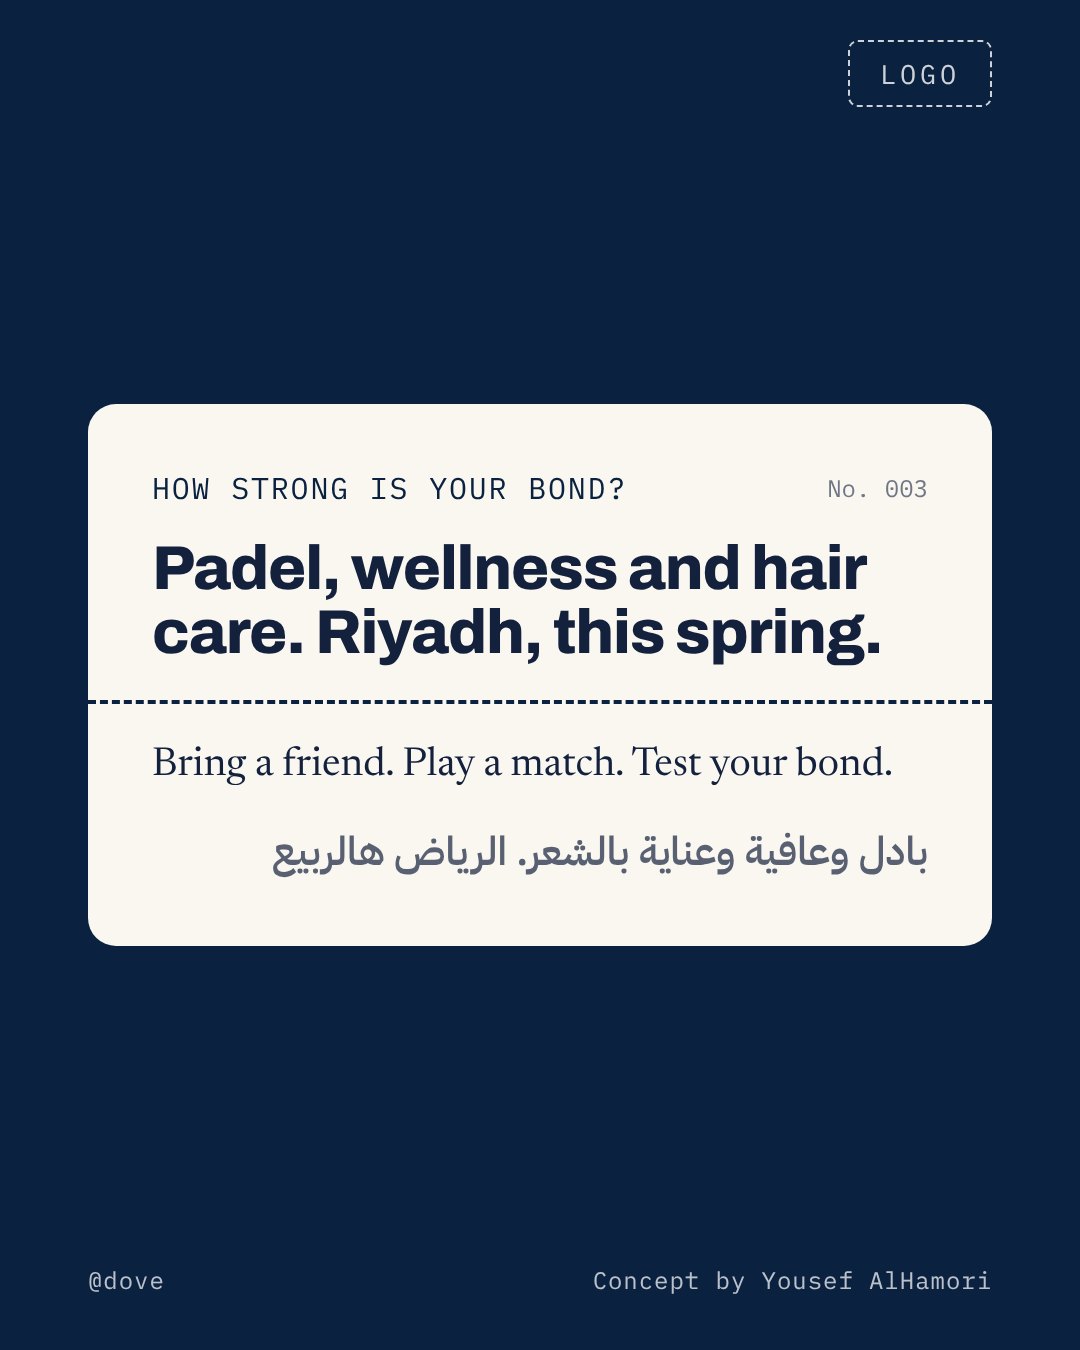 LOGO
HOW STRONG IS YOUR BOND?
No. 003
Padel, wellness and hair
care. Riyadh, this spring.
Bring a friend. Play a match. Test your bond.
بادل وعافية وعناية بالشعر. الرياض هالربيع
@dove
Concept by Yousef AlHamori